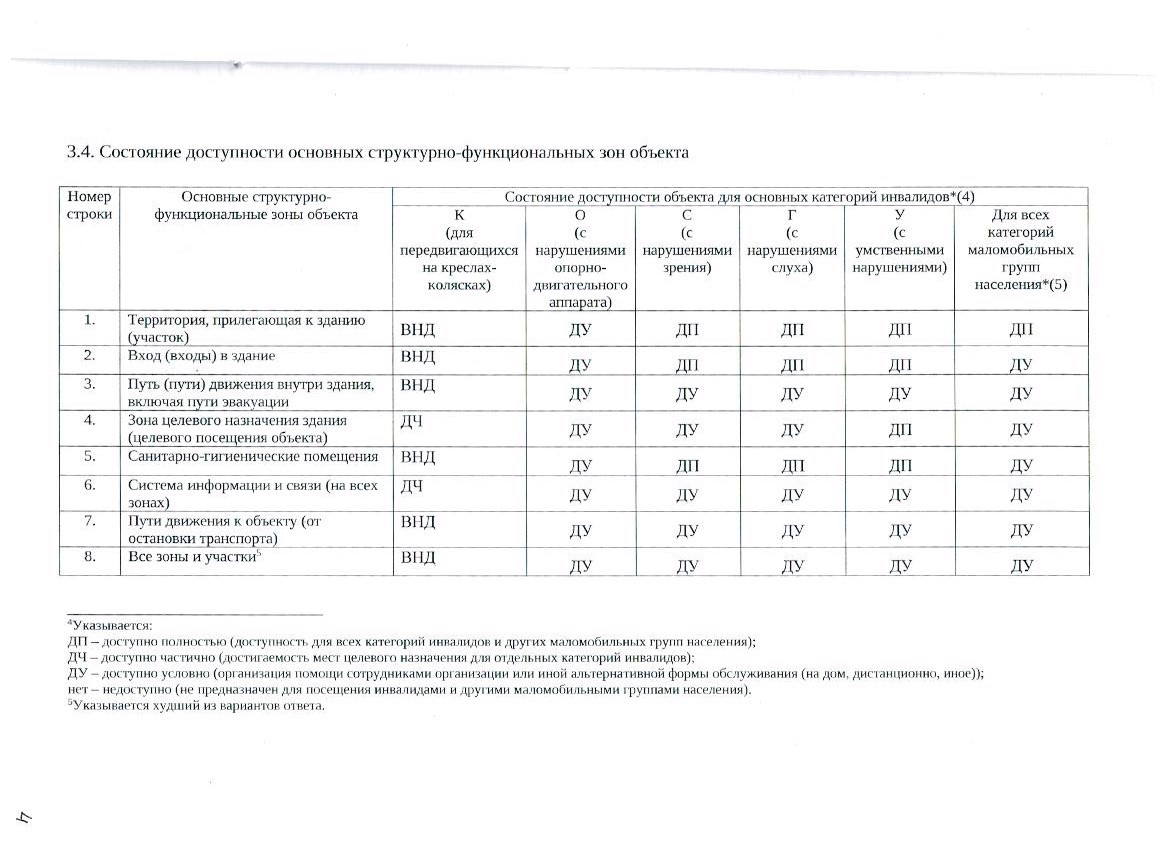 3.4. Состояние доступности основных структурно-функциональных зон объекта
Номер строки	Основные структурно-функциональные зоны объекта	Состояние доступности объекта для основных категорий инвалидов*(4)
К (для передвигающихся на креслах-колясках)	О (с нарушениями опорно-двигательного аппарата)	С (с нарушениями зрения)	Г (с нарушениями слуха)	У (с умственными нарушениями)	Для всех категорий маломобильных групп населения*(5)
1.	Территория, прилегающая к зданию (участок)	ВНД	ДУ	ДП	ДП	ДП	ДП
2.	Вход (входы) в здание	ВНД	ДУ	ДП	ДП	ДП	ДУ
3.	Путь (пути) движения внутри здания, включая пути эвакуации	ВНД	ДУ	ДУ	ДУ	ДУ	ДУ
4.	Зона целевого назначения здания (целевого посещения объекта)	ДЧ	ДУ	ДУ	ДУ	ДП	ДУ
5.	Санитарно-гигиенические помещения	ВНД	ДУ	ДП	ДП	ДП	ДУ
6.	Система информации и связи (на всех зонах)	ДЧ	ДУ	ДУ	ДУ	ДУ	ДУ
7.	Пути движения к объекту (от остановки транспорта)	ВНД	ДУ	ДУ	ДУ	ДУ	ДУ
8.	Все зоны и участки⁵	ВНД	ДУ	ДУ	ДУ	ДУ	ДУ
⁴Указывается:
ДП – доступно полностью (доступность для всех категорий инвалидов и других маломобильных групп населения);
ДЧ – доступно частично (достигаемость мест целевого назначения для отдельных категорий инвалидов);
ДУ – доступно условно (организация помощи сотрудниками организации или иной альтернативной формы обслуживания (на дом, дистанционно, иное));
нет – недоступно (не предназначен для посещения инвалидами и другими маломобильными группами населения).
⁵Указывается худший из вариантов ответа.
4